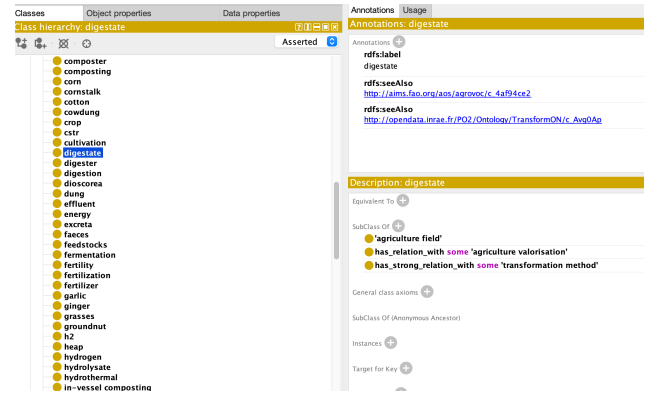 Classes
Object properties
Data properties
Class hierarchy: digestate
Asserted
composter
composting
corn
cornstalk
cotton
cowdung
crop
cstr
cultivation
digestate
digester
digestion
dioscorea
dung
effluent
energy
excreta
faeces
feedstocks
fermentation
fertility
fertilization
fertilizer
garlic
ginger
grasses
groundnut
h2
heap
hydrogen
hydrolysate
hydrothermal
in-vessel composting
Annotations
Usage
Annotations: digestate
Annotations
rdfs:label
digestate
rdfs:seeAlso
http://aims.fao.org/aos/agrovoc/c_4af94ce2
rdfs:seeAlso
http://opendata.inrae.fr/PO2/Ontology/TransformON/c_Avg0Ap
Description: digestate
Equivalent To
SubClass Of
'agriculture field'
has_relation_with some 'agriculture valorisation'
has_strong_relation_with some 'transformation method'
General class axioms
SubClass Of (Anonymous Ancestor)
Instances
Target for Key